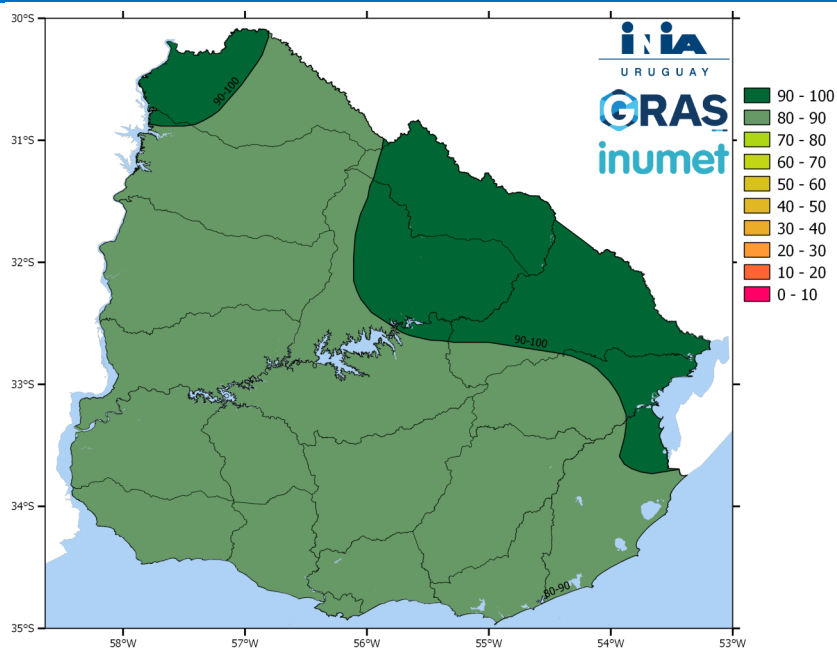 30°S
31°S
32°S
33°S
34°S
35°S
58°W
57°W
56°W
55°W
54°W
53°W
90-100
90-100
80-90
iNiA
URUGUAY
GRAS
inumet
90 - 100
80 - 90
70 - 80
60 - 70
50 - 60
40 - 50
30 - 40
20 - 30
10 - 20
0 - 10